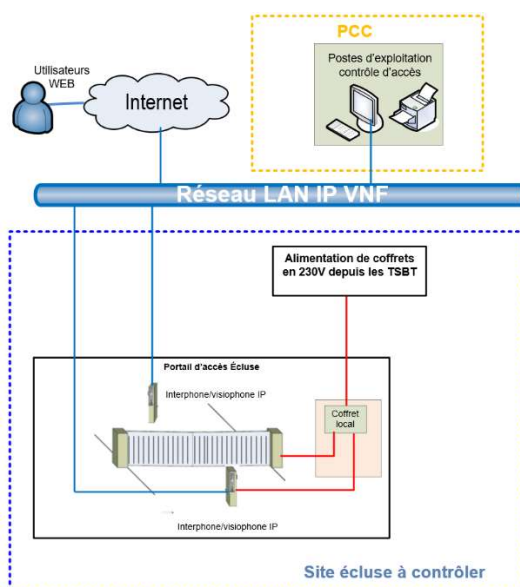 PCC
Postes d'exploitation
contrôle d'accès
Utilisateurs
WEB
Internet
Réseau LAN IP VNF
Alimentation de coffrets
en 230V depuis les TSBT
Portail d'accès Écluse
Interphone/visiophone IP
Coffret
local
Interphone/visiophone IP
Site écluse à contrôler